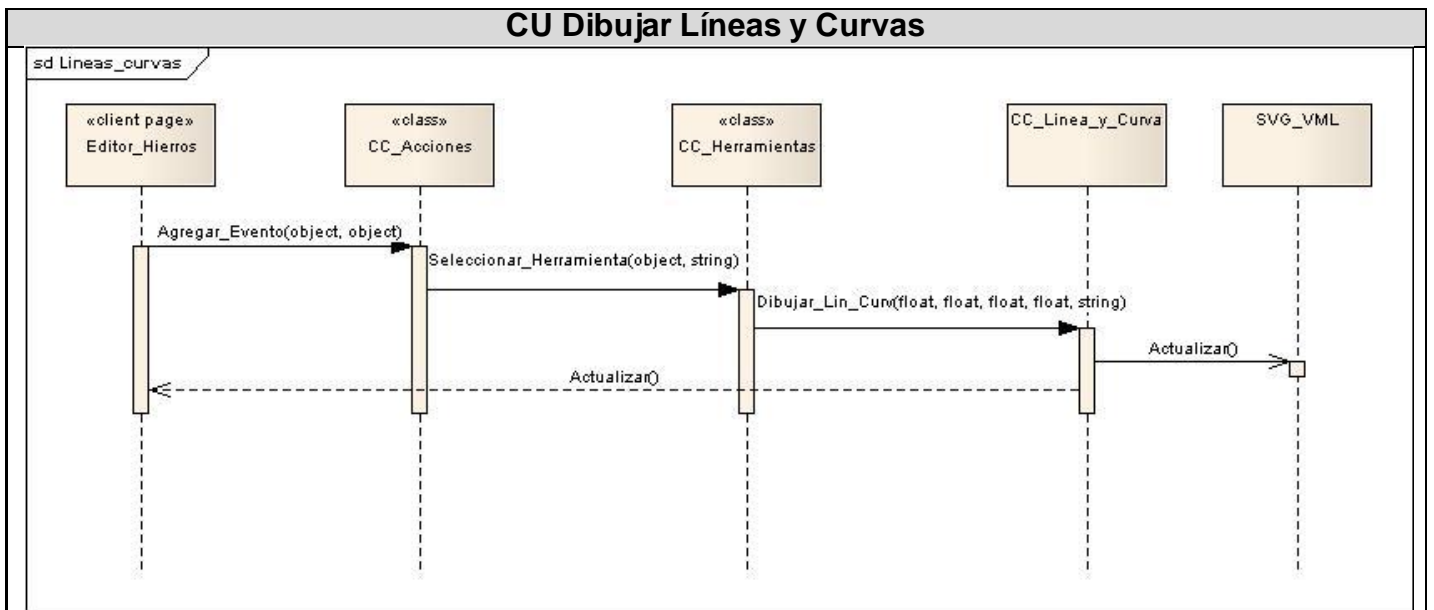 CU Dibujar Líneas y Curvas
sd Lineas_curvas
«client page»
Editor_Hierros
«class»
CC_Acciones
«class»
CC_Herramientas
CC_Linea_y_Curva
SVG_VML
Agregar_Evento(object, object)
Seleccionar_Herramienta(object, string)
Dibujar_Lin_Curv(float, float, float, float, string)
Actualizar()
Actualizar()